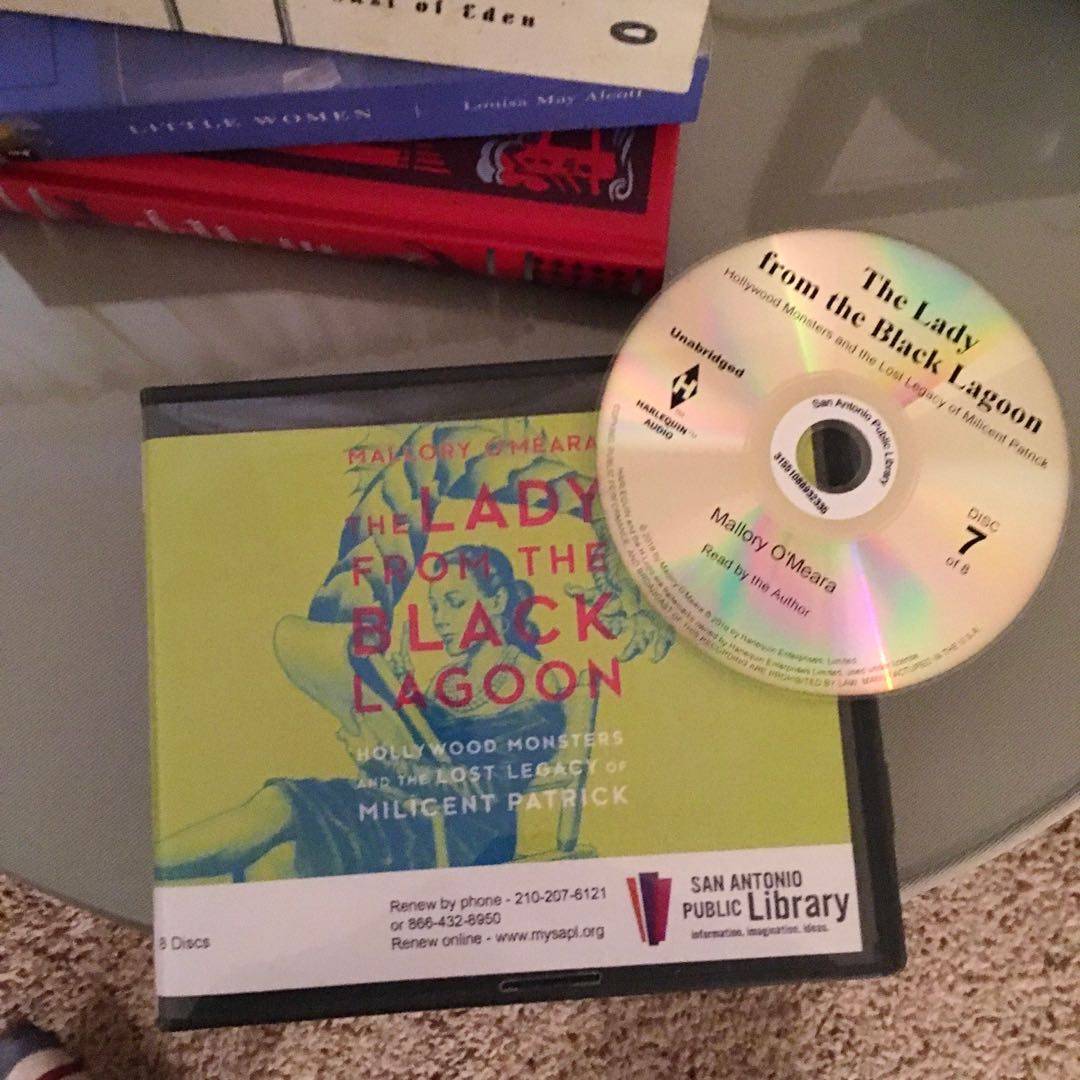 of Eden
LITTLE WOMEN | Louisa May Alcott
The Lady
from the Black Lagoon
Hollywood Monsters and the Lost Legacy of Milicent Patrick
Unabridged
H
HARLEQUIN™
AUDIO
San Antonio Public Library
DISC
7
of 8
Mallory O'Meara
Read by the Author
MALLORY O'MEARA
THE LADY
FROM THE
BLACK
LAGOON
HOLLYWOOD MONSTERS
AND THE LOST LEGACY OF
MILICENT PATRICK
8 Discs
Renew by phone - 210-207-6121
or 866-432-8950
Renew online - www.mysapl.org
SAN ANTONIO
PUBLIC Library
information. imagination. ideas.